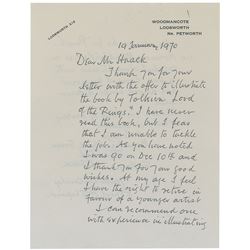 LODSWORTH 212
WOODMANCOTE
LODSWORTH
Nr. PETWORTH
19 January, 1970
Dear Mr Hnack
Thank you for your
letter with the offer to illustrate
the book by Tolkien "Lord
of the Rings." I have never
read this book, but I fear
that I am unable to tackle
the job. As you have noted
I was 90 on Dec 10th and
I thank you for your good
wishes. At my age I feel
I have the right to retire in
favour of a younger artist
I can recommend one
with experience in illustrating